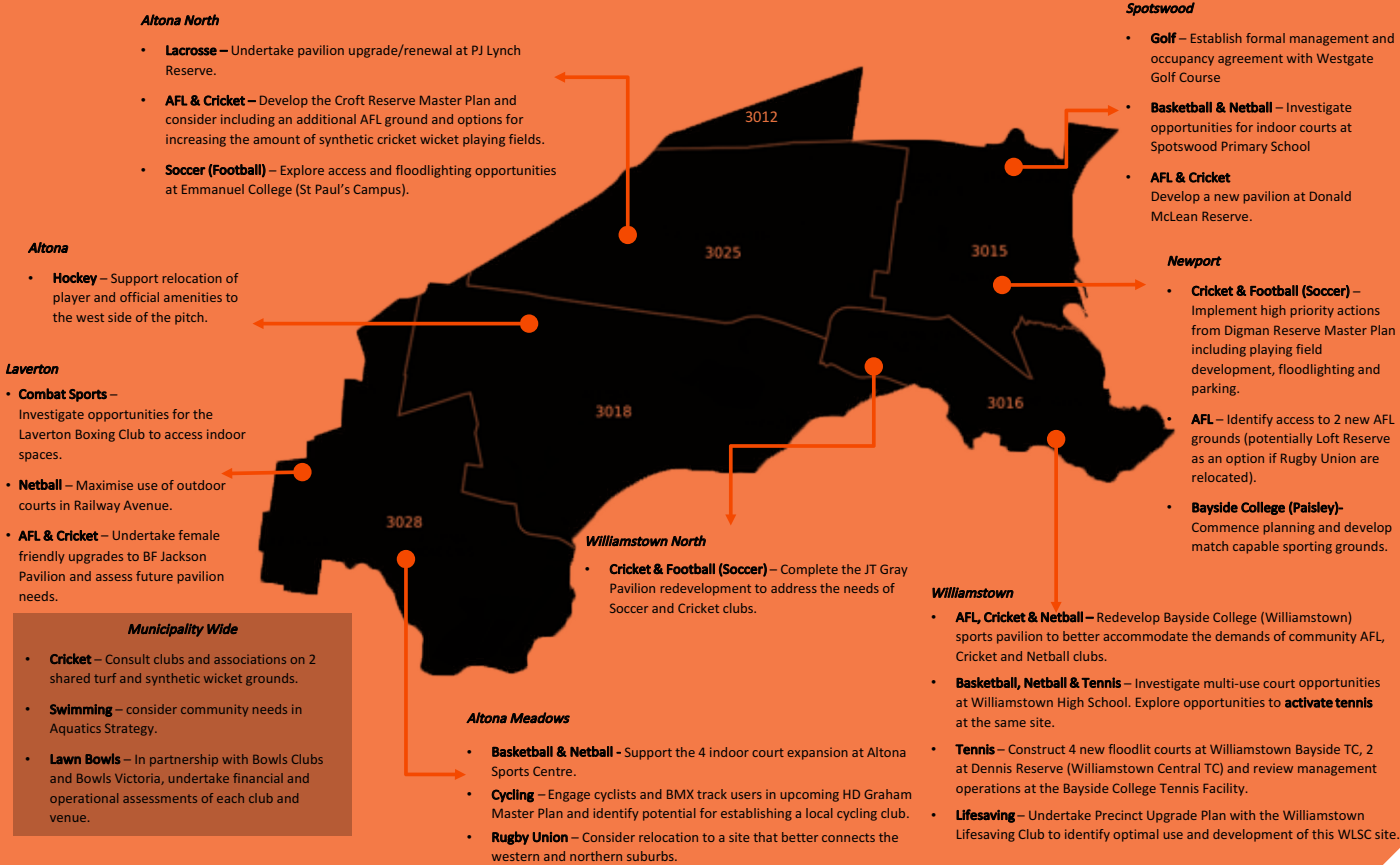 Altona North
• Lacrosse – Undertake pavilion upgrade/renewal at PJ Lynch
Reserve.
• AFL & Cricket – Develop the Croft Reserve Master Plan and
consider including an additional AFL ground and options for
increasing the amount of synthetic cricket wicket playing fields.
• Soccer (Football) – Explore access and floodlighting opportunities
at Emmanuel College (St Paul's Campus).
Altona
• Hockey – Support relocation of
player and official amenities to
the west side of the pitch.
Laverton
• Combat Sports –
Investigate opportunities for the
Laverton Boxing Club to access indoor
spaces.
• Netball – Maximise use of outdoor
courts in Railway Avenue.
• AFL & Cricket – Undertake female
friendly upgrades to BF Jackson
Pavilion and assess future pavilion
needs.
Municipality Wide
• Cricket – Consult clubs and associations on 2
shared turf and synthetic wicket grounds.
• Swimming – consider community needs in
Aquatics Strategy.
• Lawn Bowls – In partnership with Bowls Clubs
and Bowls Victoria, undertake financial and
operational assessments of each club and
venue.
3012
3025
3015
3018
3016
3028
Williamstown North
• Cricket & Football (Soccer) – Complete the JT Gray
Pavilion redevelopment to address the needs of
Soccer and Cricket clubs.
Altona Meadows
• Basketball & Netball - Support the 4 indoor court expansion at Altona
Sports Centre.
• Cycling – Engage cyclists and BMX track users in upcoming HD Graham
Master Plan and identify potential for establishing a local cycling club.
• Rugby Union – Consider relocation to a site that better connects the
western and northern suburbs.
Spotswood
• Golf – Establish formal management and
occupancy agreement with Westgate
Golf Course
• Basketball & Netball – Investigate
opportunities for indoor courts at
Spotswood Primary School
• AFL & Cricket
Develop a new pavilion at Donald
McLean Reserve.
Newport
• Cricket & Football (Soccer) –
Implement high priority actions
from Digman Reserve Master Plan
including playing field
development, floodlighting and
parking.
• AFL – Identify access to 2 new AFL
grounds (potentially Loft Reserve
as an option if Rugby Union are
relocated).
• Bayside College (Paisley)-
Commence planning and develop
match capable sporting grounds.
Williamstown
• AFL, Cricket & Netball – Redevelop Bayside College (Williamstown)
sports pavilion to better accommodate the demands of community AFL,
Cricket and Netball clubs.
• Basketball, Netball & Tennis – Investigate multi-use court opportunities
at Williamstown High School. Explore opportunities to activate tennis
at the same site.
• Tennis – Construct 4 new floodlit courts at Williamstown Bayside TC, 2
at Dennis Reserve (Williamstown Central TC) and review management
operations at the Bayside College Tennis Facility.
• Lifesaving – Undertake Precinct Upgrade Plan with the Williamstown
Lifesaving Club to identify optimal use and development of this WLSC site.